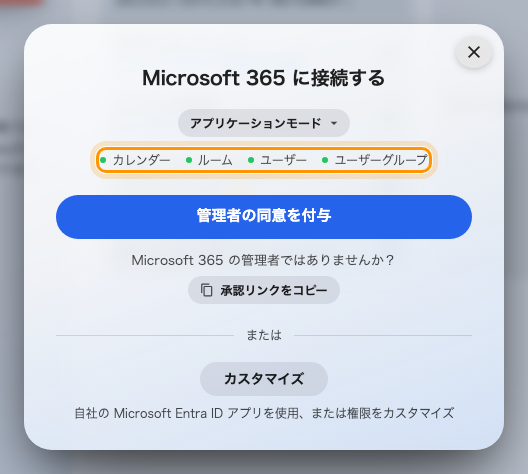 Microsoft 365 に接続する
アプリケーションモード
カレンダー ルーム ユーザー ユーザーグループ
管理者の同意を付与
Microsoft 365 の管理者ではありませんか？
承認リンクをコピー
または
カスタマイズ
自社の Microsoft Entra ID アプリを使用、または権限をカスタマイズ